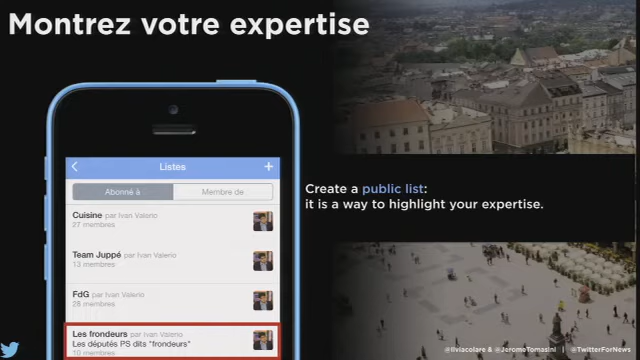 Montrez votre expertise
Listes
Abonné à
Membre de
Cuisine par Ivan Valerio
27 membres
Team Juppé par Ivan Valerio
13 membres
FdG par Ivan Valerio
28 membres
Les frondeurs par Ivan Valerio
Les députés PS dits "frondeurs"
10 membres
Create a public list:
it is a way to highlight your expertise.
@liviacolare & @JeromeTomasini | @TwitterForNews